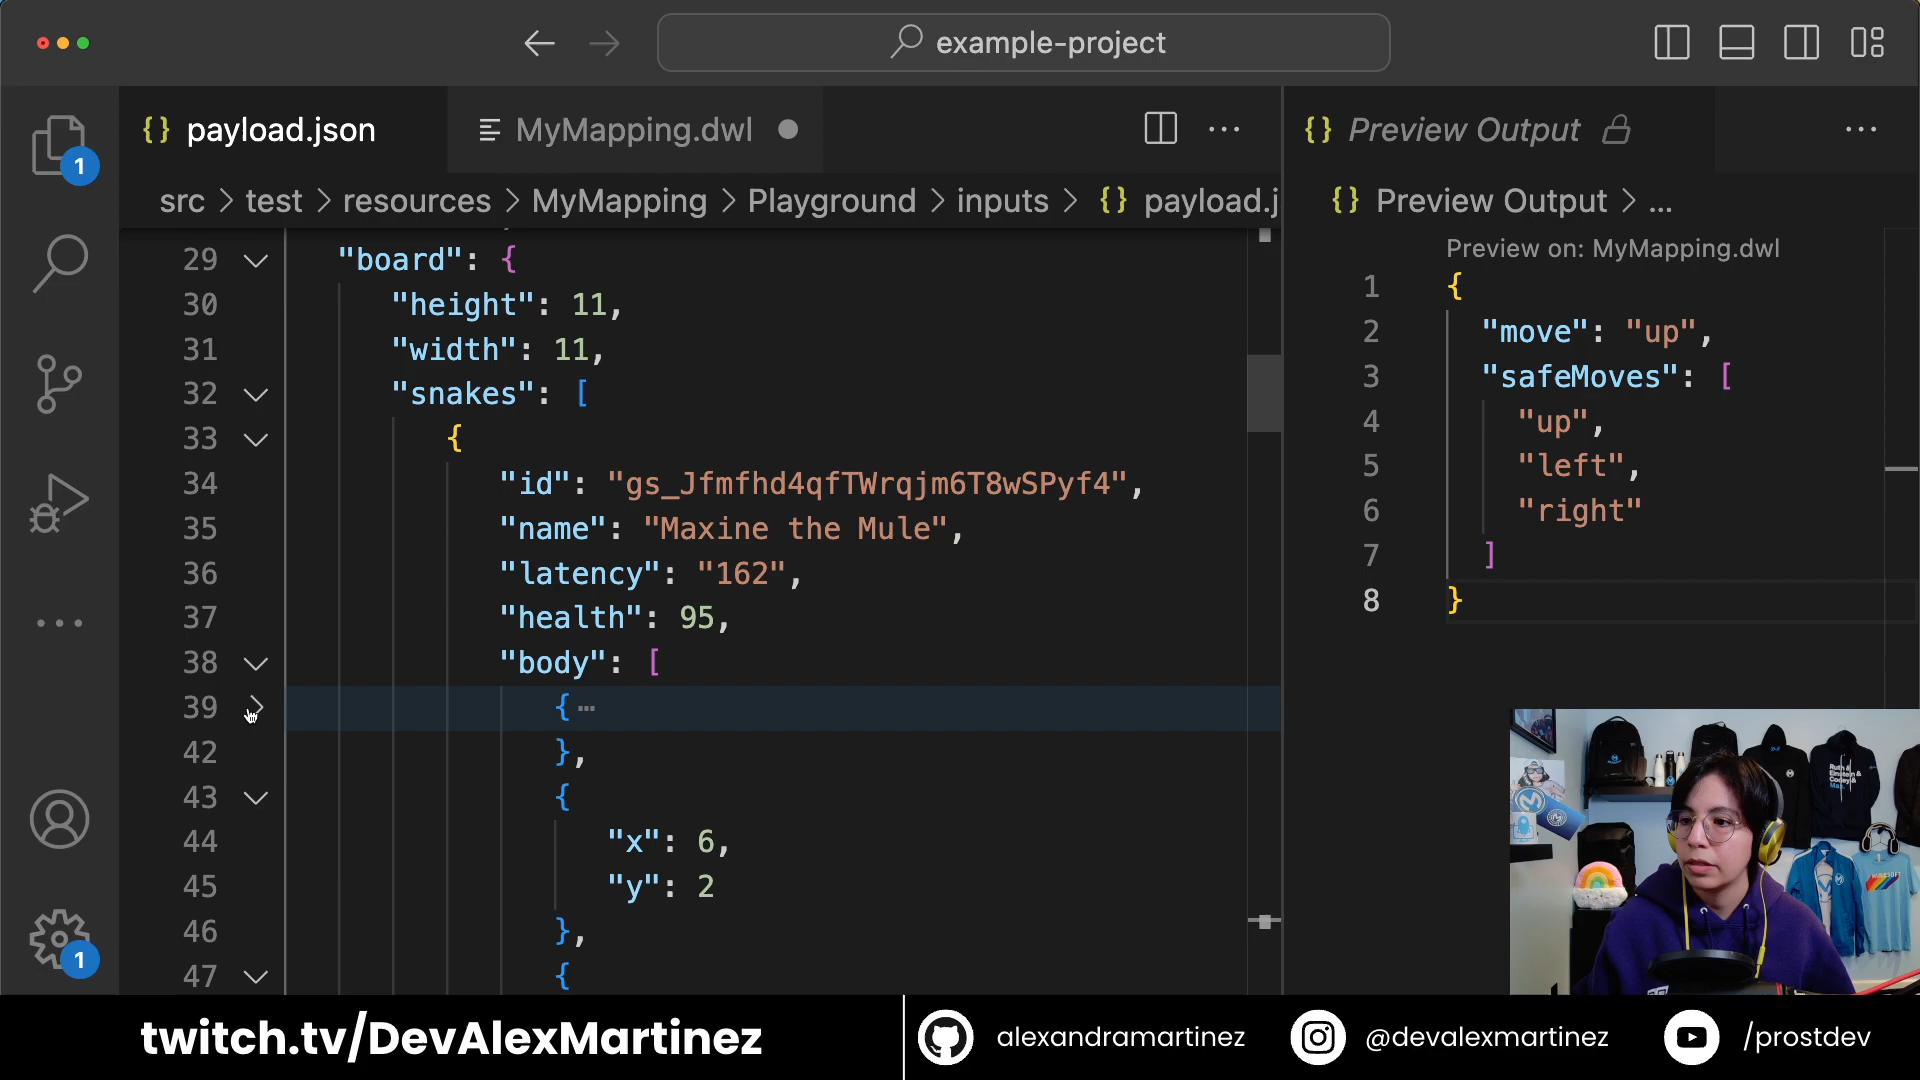 example-project
{} payload.json
MyMapping.dwl
{} Preview Output
src > test > resources > MyMapping > Playground > inputs > {} payload.j
{} Preview Output > ...
1
1
29 "board": {
30 "height": 11,
31 "width": 11,
32 "snakes": [
33 {
34 "id": "gs_Jfmfhd4qfTWrqjm6T8wSPyf4",
35 "name": "Maxine the Mule",
36 "latency": "162",
37 "health": 95,
38 "body": [
39 { ...
42 },
43 {
44 "x": 6,
45 "y": 2
46 },
47 {
Preview on: MyMapping.dwl
1 {
2 "move": "up",
3 "safeMoves": [
4 "up",
5 "left",
6 "right"
7 ]
8 }
twitch.tv/DevAlexMartinez
alexandramartinez
@devalexmartinez
/prostdev